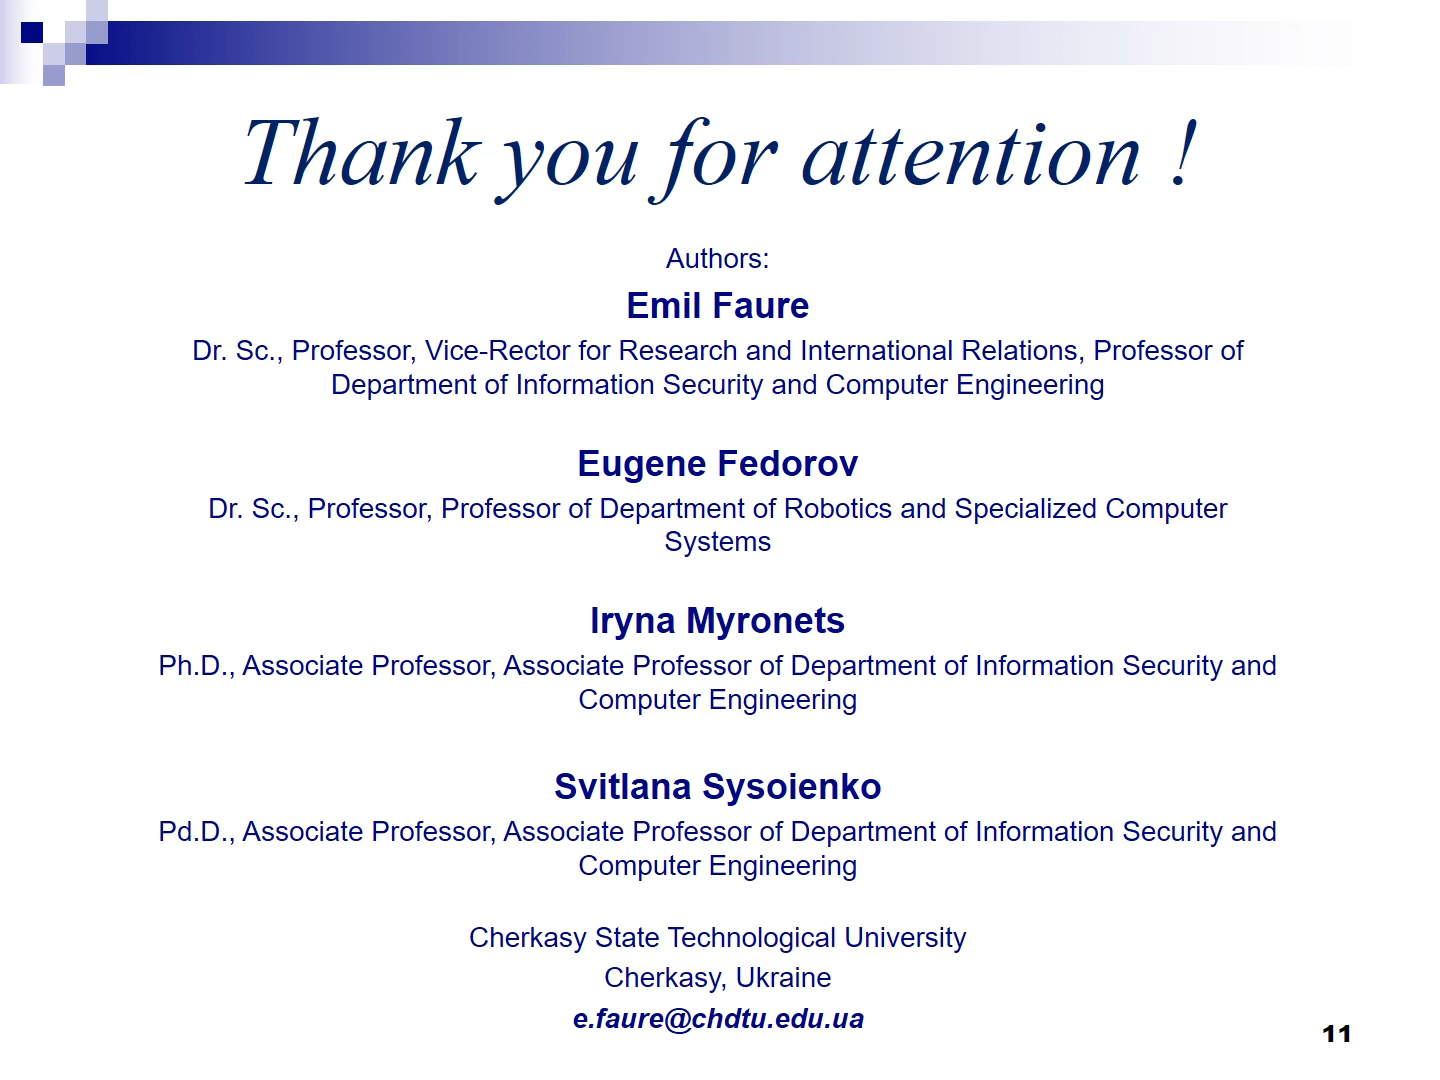 Thank you for attention !
Authors:
Emil Faure
Dr. Sc., Professor, Vice-Rector for Research and International Relations, Professor of
Department of Information Security and Computer Engineering
Eugene Fedorov
Dr. Sc., Professor, Professor of Department of Robotics and Specialized Computer
Systems
Iryna Myronets
Ph.D., Associate Professor, Associate Professor of Department of Information Security and
Computer Engineering
Svitlana Sysoienko
Pd.D., Associate Professor, Associate Professor of Department of Information Security and
Computer Engineering
Cherkasy State Technological University
Cherkasy, Ukraine
e.faure@chdtu.edu.ua
11